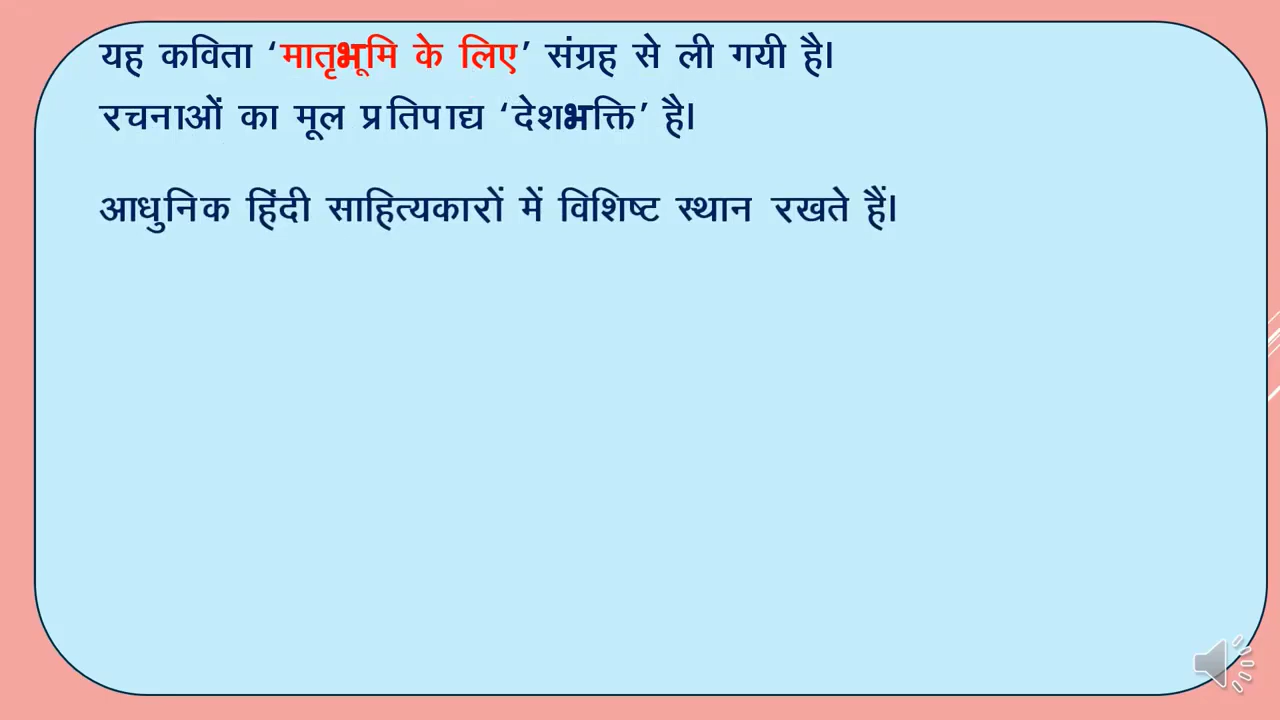 यह कविता ‘मातृभूमि के लिए’ संग्रह से ली गयी है।
रचनाओं का मूल प्रतिपाद्य ‘देशभक्ति’ है।
आधुनिक हिंदी साहित्यकारों में विशिष्ट स्थान रखते हैं।